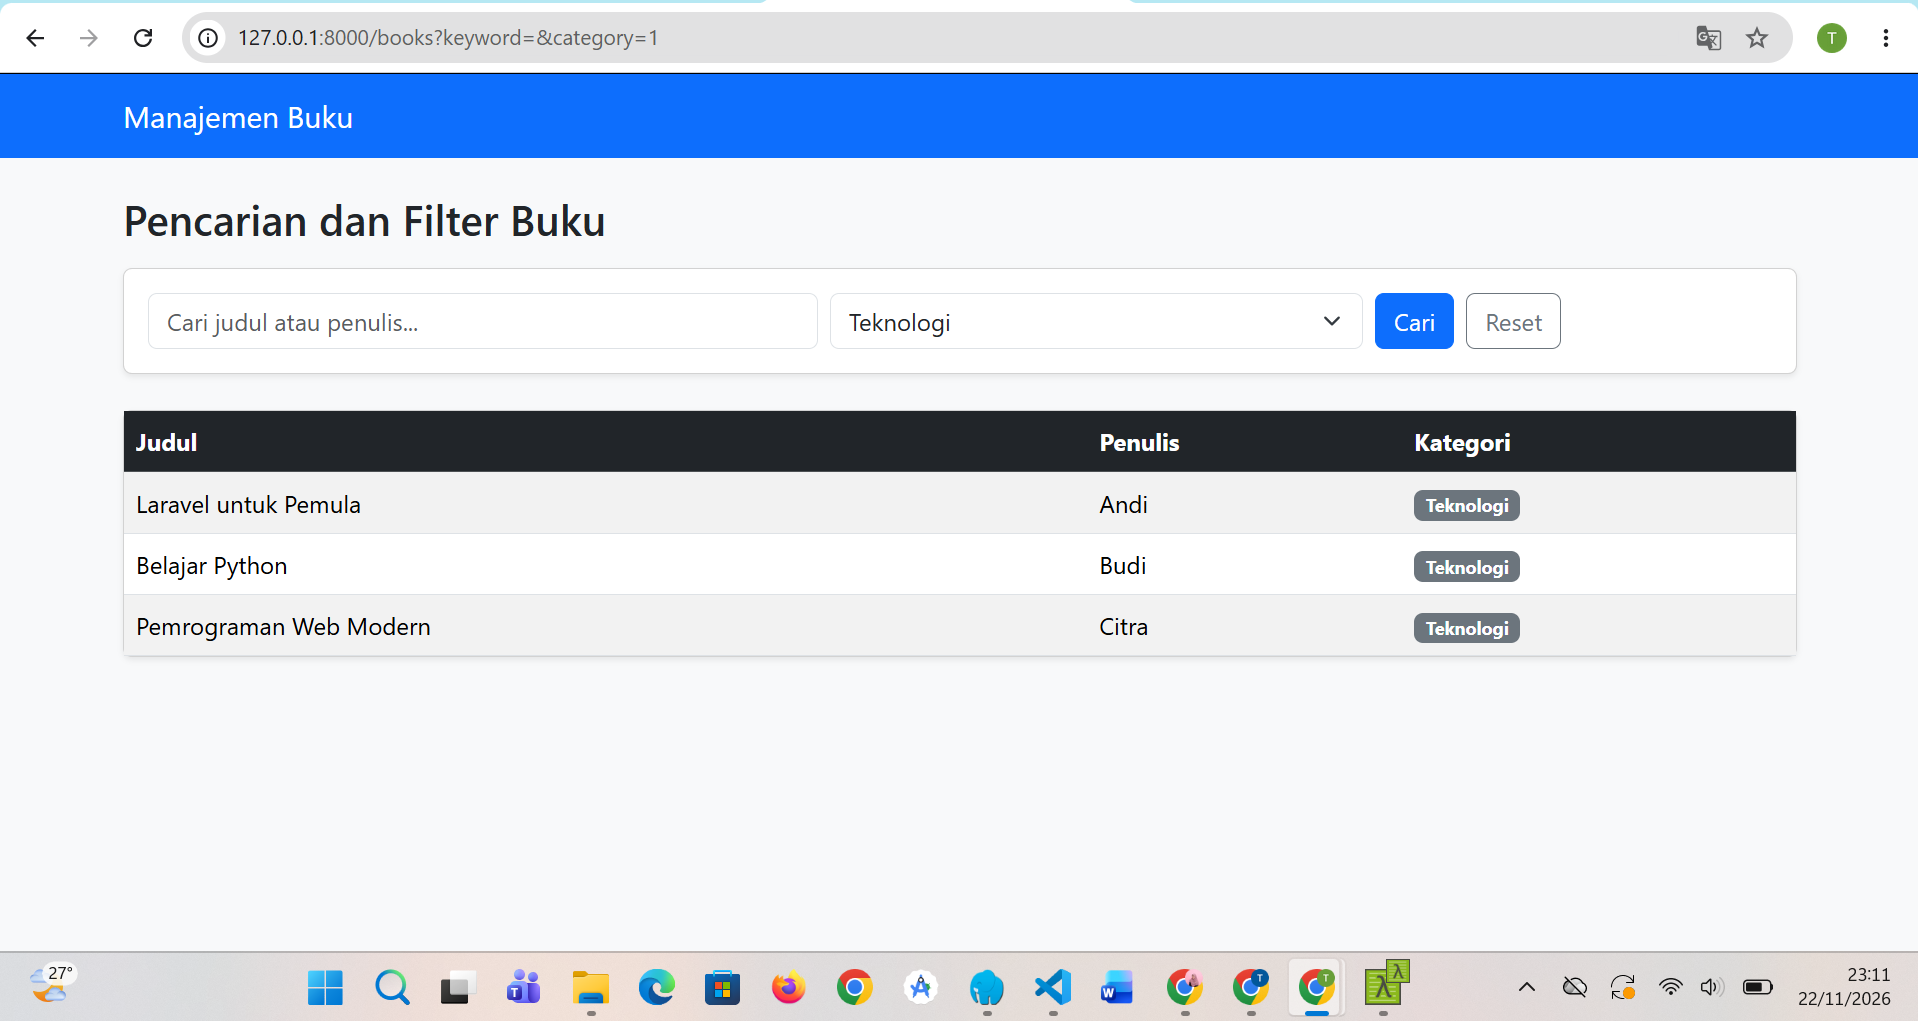 127.0.0.1:8000/books?keyword=&category=1
T
Manajemen Buku
Pencarian dan Filter Buku
Cari judul atau penulis...
Teknologi
Cari
Reset
Judul Penulis Kategori
Laravel untuk Pemula Andi Teknologi
Belajar Python Budi Teknologi
Pemrograman Web Modern Citra Teknologi
27°
23:11
22/11/2026